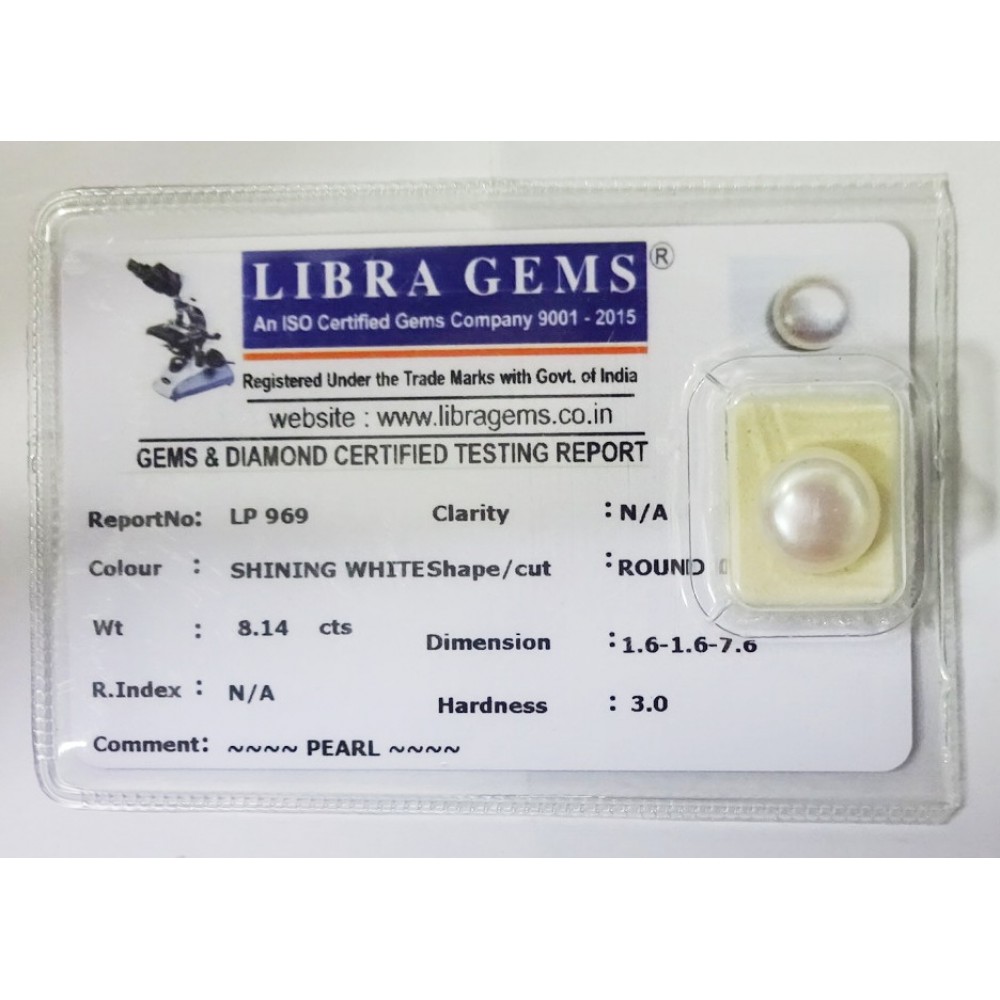 LIBRA GEMS ®
An ISO Certified Gems Company 9001 - 2015
Registered Under the Trade Marks with Govt. of India
website : www.libragems.co.in
GEMS & DIAMOND CERTIFIED TESTING REPORT
ReportNo: LP 969 Clarity : N/A
Colour : SHINING WHITE Shape/cut : ROUND
Wt : 8.14 cts Dimension : 1.6-1.6-7.6
R.Index : N/A Hardness : 3.0
Comment: ~~~~ PEARL ~~~~